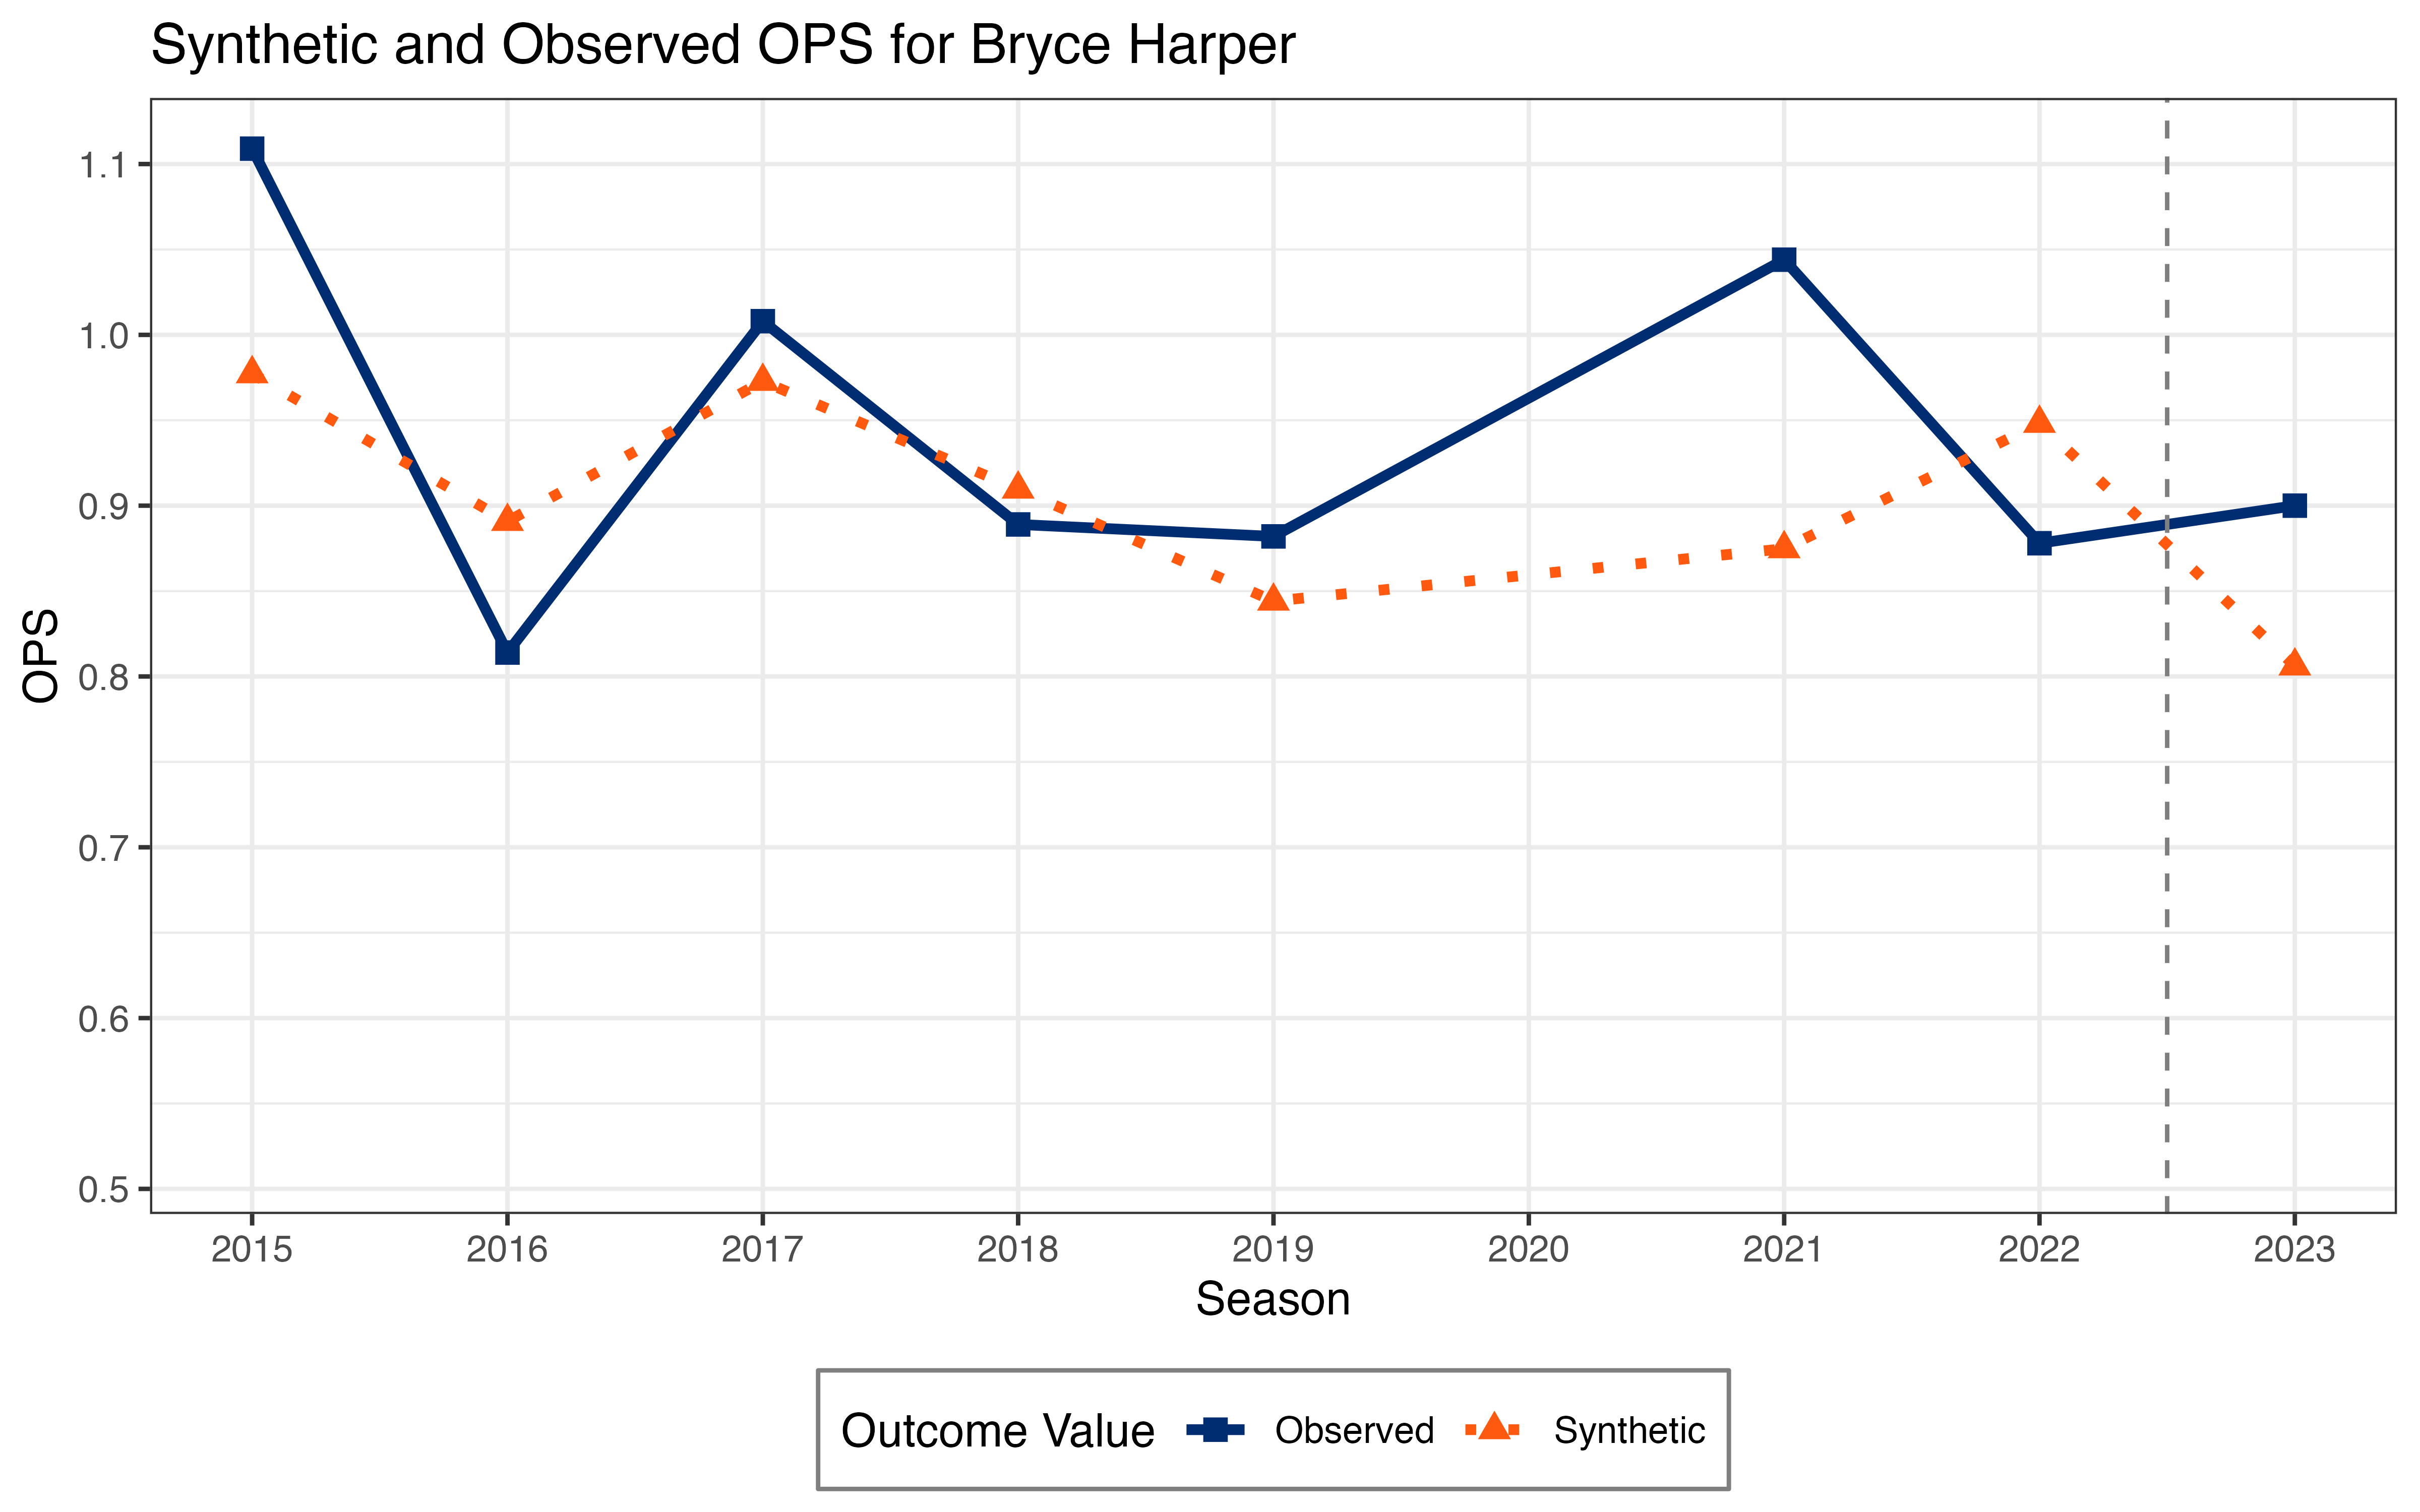 Synthetic and Observed OPS for Bryce Harper
1.1
1.0
0.9
0.8
0.7
0.6
0.5
OPS
2015 2016 2017 2018 2019 2020 2021 2022 2023
Season
Outcome Value Observed Synthetic